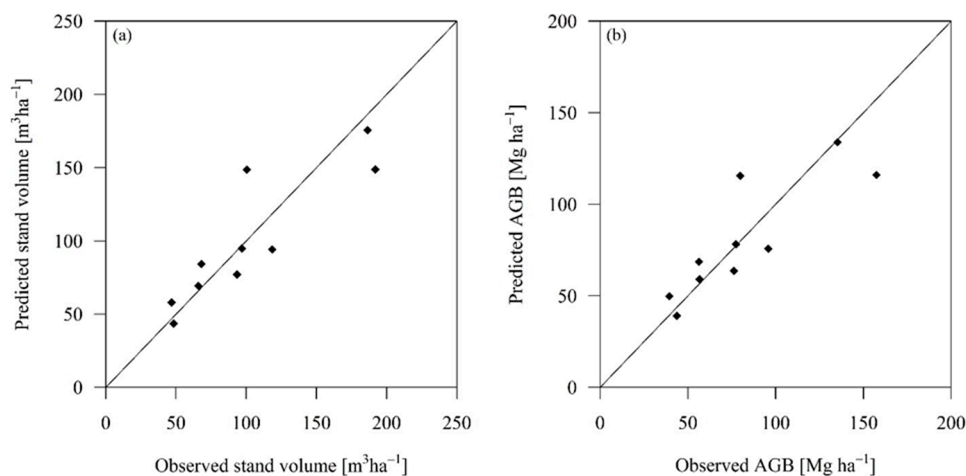 (a)
250
200
150
100
50
0
Predicted stand volume [m³ha⁻¹]
0 50 100 150 200 250
Observed stand volume [m³ha⁻¹]
(b)
200
150
100
50
0
Predicted AGB [Mg ha⁻¹]
0 50 100 150 200
Observed AGB [Mg ha⁻¹]